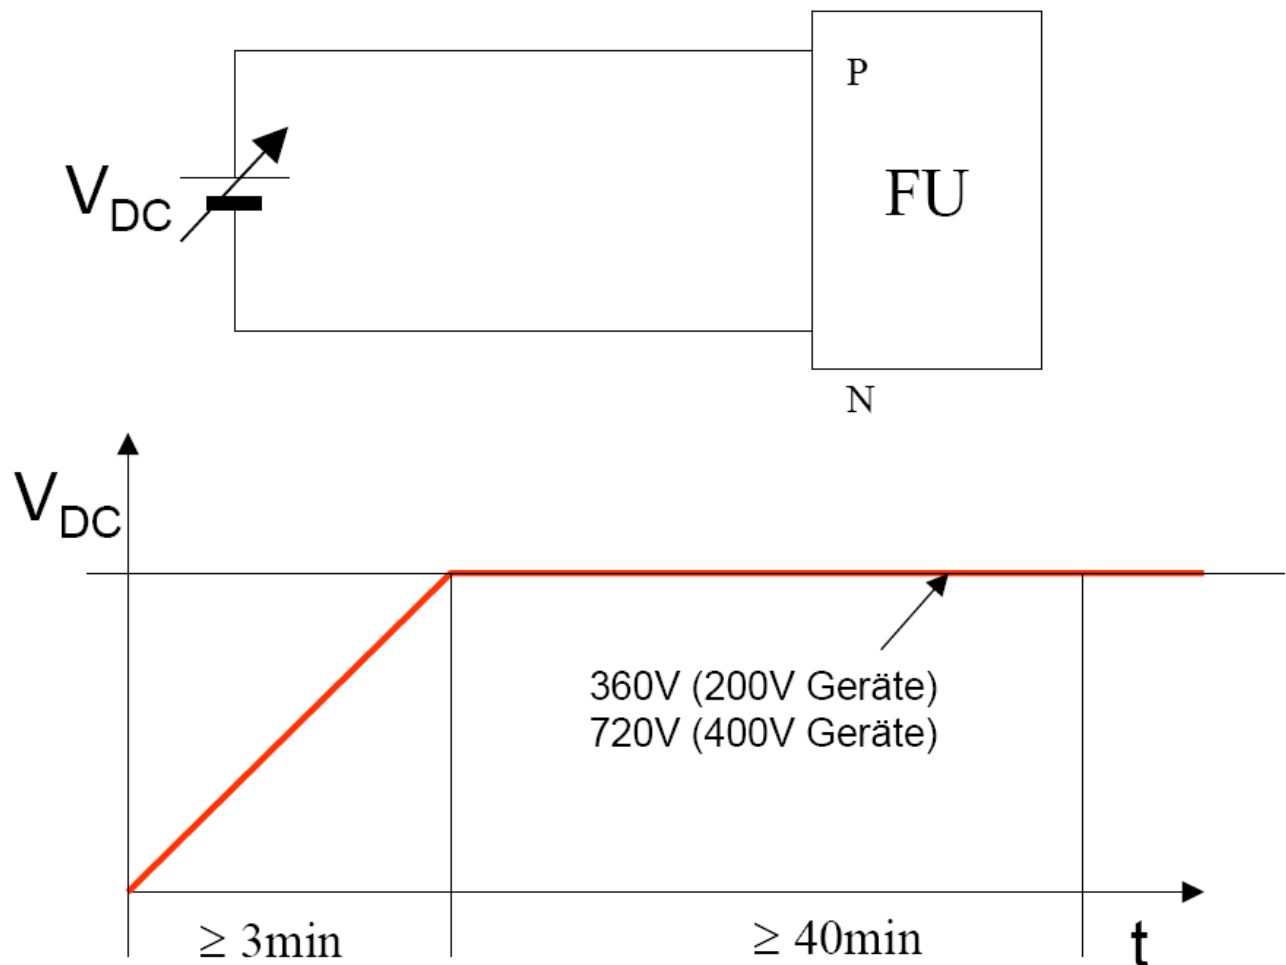 P
V_DC
FU
N
V_DC
360V (200V Geräte)
720V (400V Geräte)
≥ 3min
≥ 40min
t